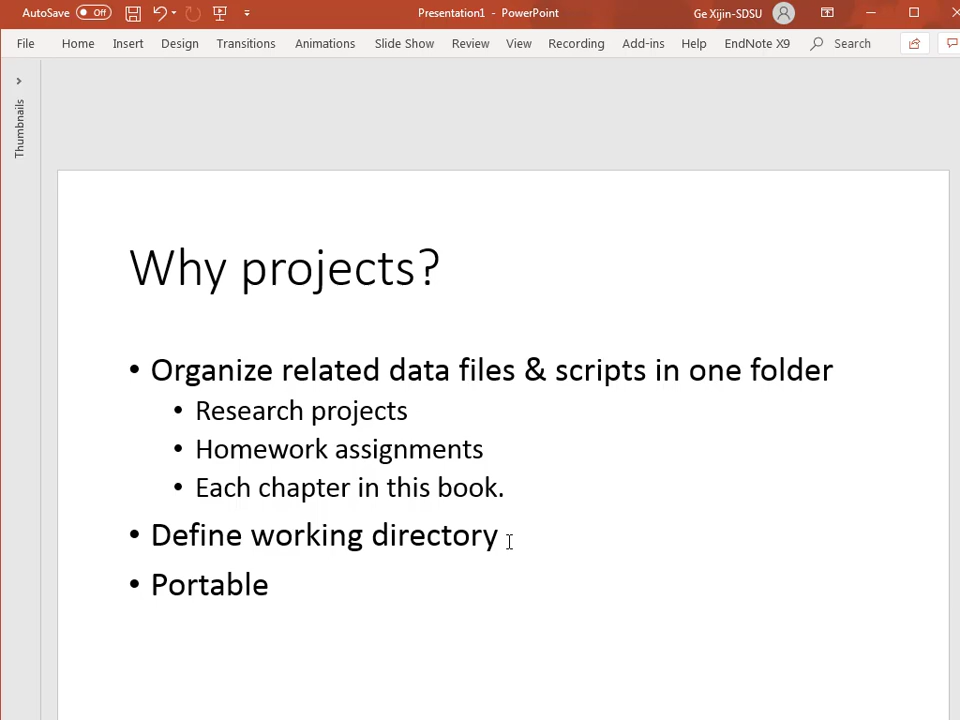 AutoSave Off Presentation1 - PowerPoint Ge Xijin-SDSU
File Home Insert Design Transitions Animations Slide Show Review View Recording Add-ins Help EndNote X9 Search
Thumbnails
Why projects?
• Organize related data files & scripts in one folder
• Research projects
• Homework assignments
• Each chapter in this book.
• Define working directory
• Portable